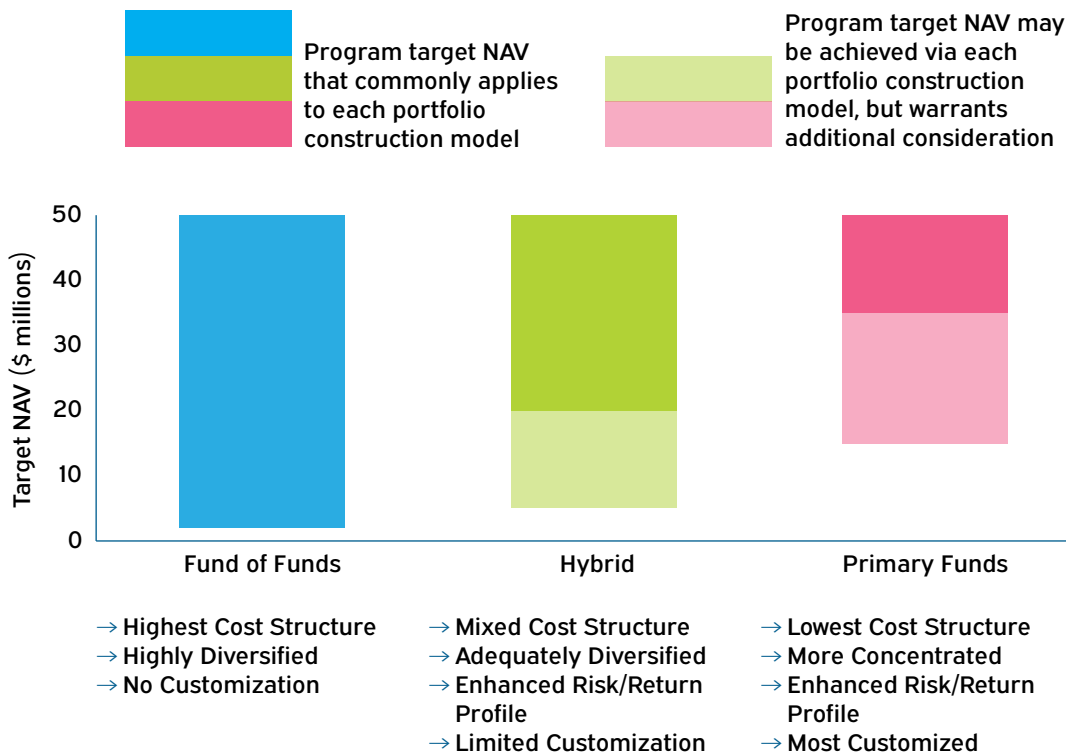 Program target NAV
that commonly applies
to each portfolio
construction model
Program target NAV may
be achieved via each
portfolio construction
model, but warrants
additional consideration
Target NAV ($ millions)
50
40
30
20
10
0
Fund of Funds
Hybrid
Primary Funds
→ Highest Cost Structure
→ Highly Diversified
→ No Customization
→ Mixed Cost Structure
→ Adequately Diversified
→ Enhanced Risk/Return
Profile
→ Limited Customization
→ Lowest Cost Structure
→ More Concentrated
→ Enhanced Risk/Return
Profile
→ Most Customized